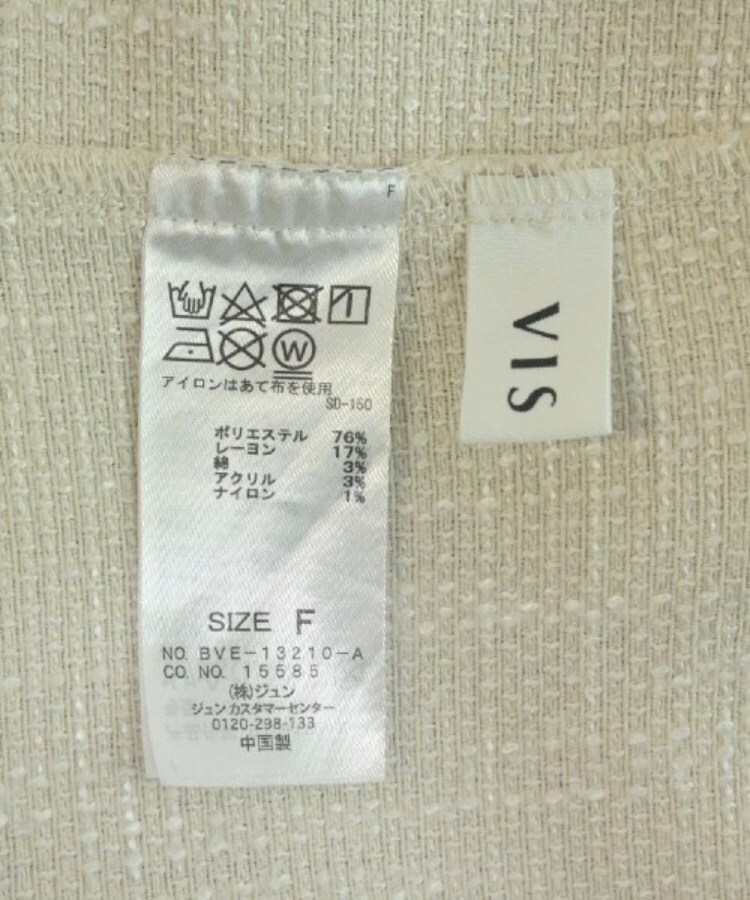 F
W
アイロンはあて布を使用
SD-150
ポリエステル 76%
レーヨン 17%
綿 3%
アクリル 3%
ナイロン 1%
SIZE F
NO. BVE-13210-A
CO. NO. 15585
(株)ジュン
ジュン カスタマーセンター
0120-298-133
中国製
VIS